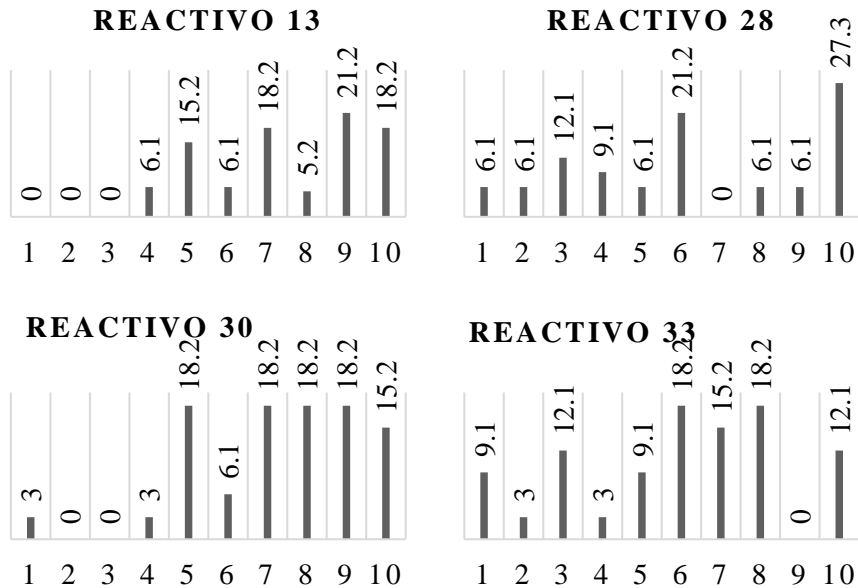 REACTIVO 13
0 0 0 6.1 15.2 6.1 18.2 5.2 21.2 18.2
1 2 3 4 5 6 7 8 9 10
REACTIVO 28
6.1 6.1 12.1 9.1 6.1 21.2 0 6.1 6.1 27.3
1 2 3 4 5 6 7 8 9 10
REACTIVO 30
3 0 0 3 18.2 6.1 18.2 18.2 18.2 15.2
1 2 3 4 5 6 7 8 9 10
REACTIVO 33
9.1 3 12.1 3 9.1 18.2 15.2 18.2 0 12.1
1 2 3 4 5 6 7 8 9 10